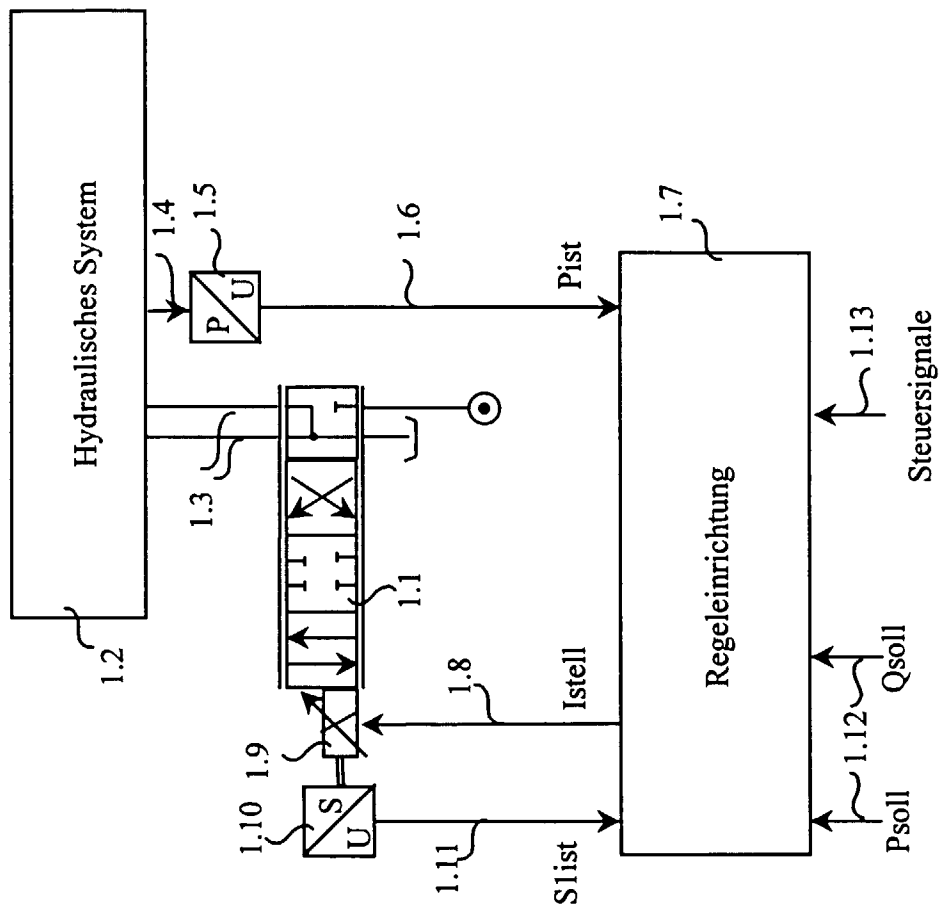 Hydraulisches System
1.2
1.3
1.4
P
U
1.5
1.6
Pist
1.1
1.9
1.10
S
U
1.8
Istell
1.11
S1ist
Regeleinrichtung
1.7
Psoll
1.12
Qsoll
1.13
Steuersignale